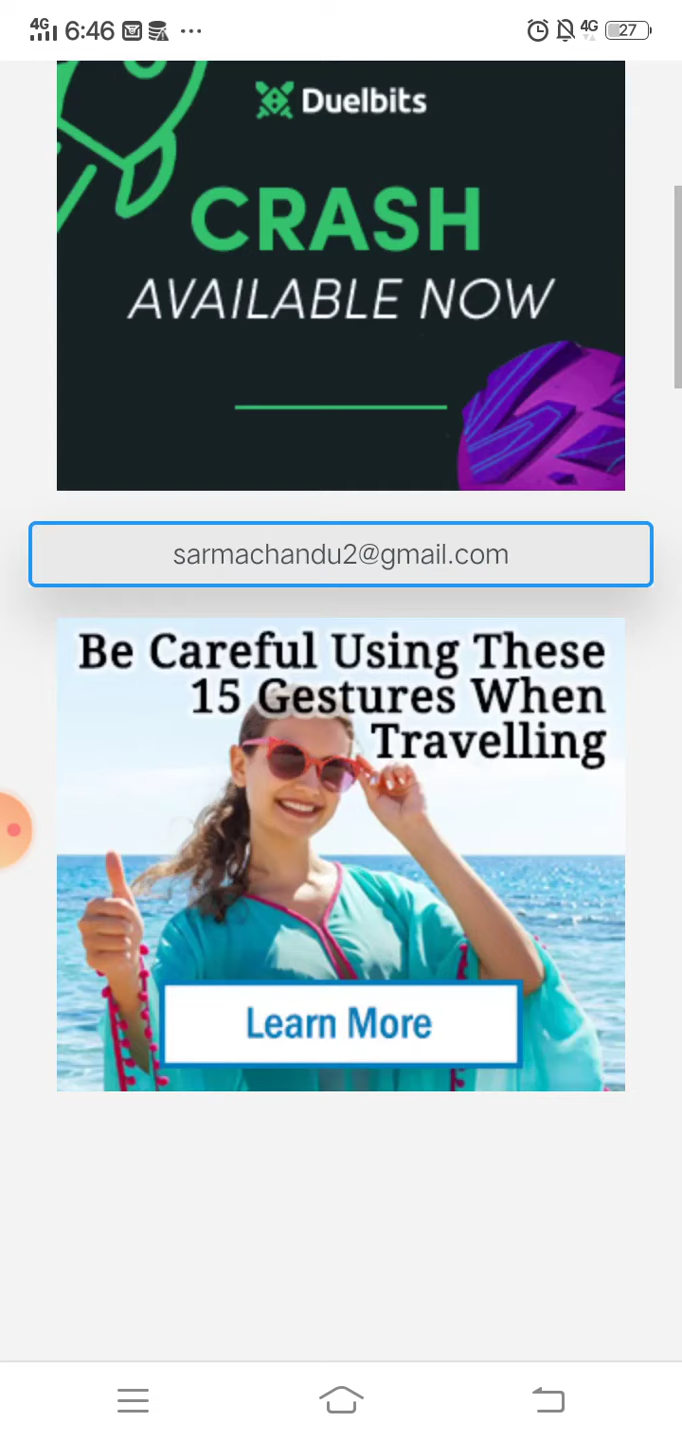 4G 6:46 ... 4G 27
Duelbits
CRASH
AVAILABLE NOW
sarmachandu2@gmail.com
Be Careful Using These
15 Gestures When
Travelling
Learn More